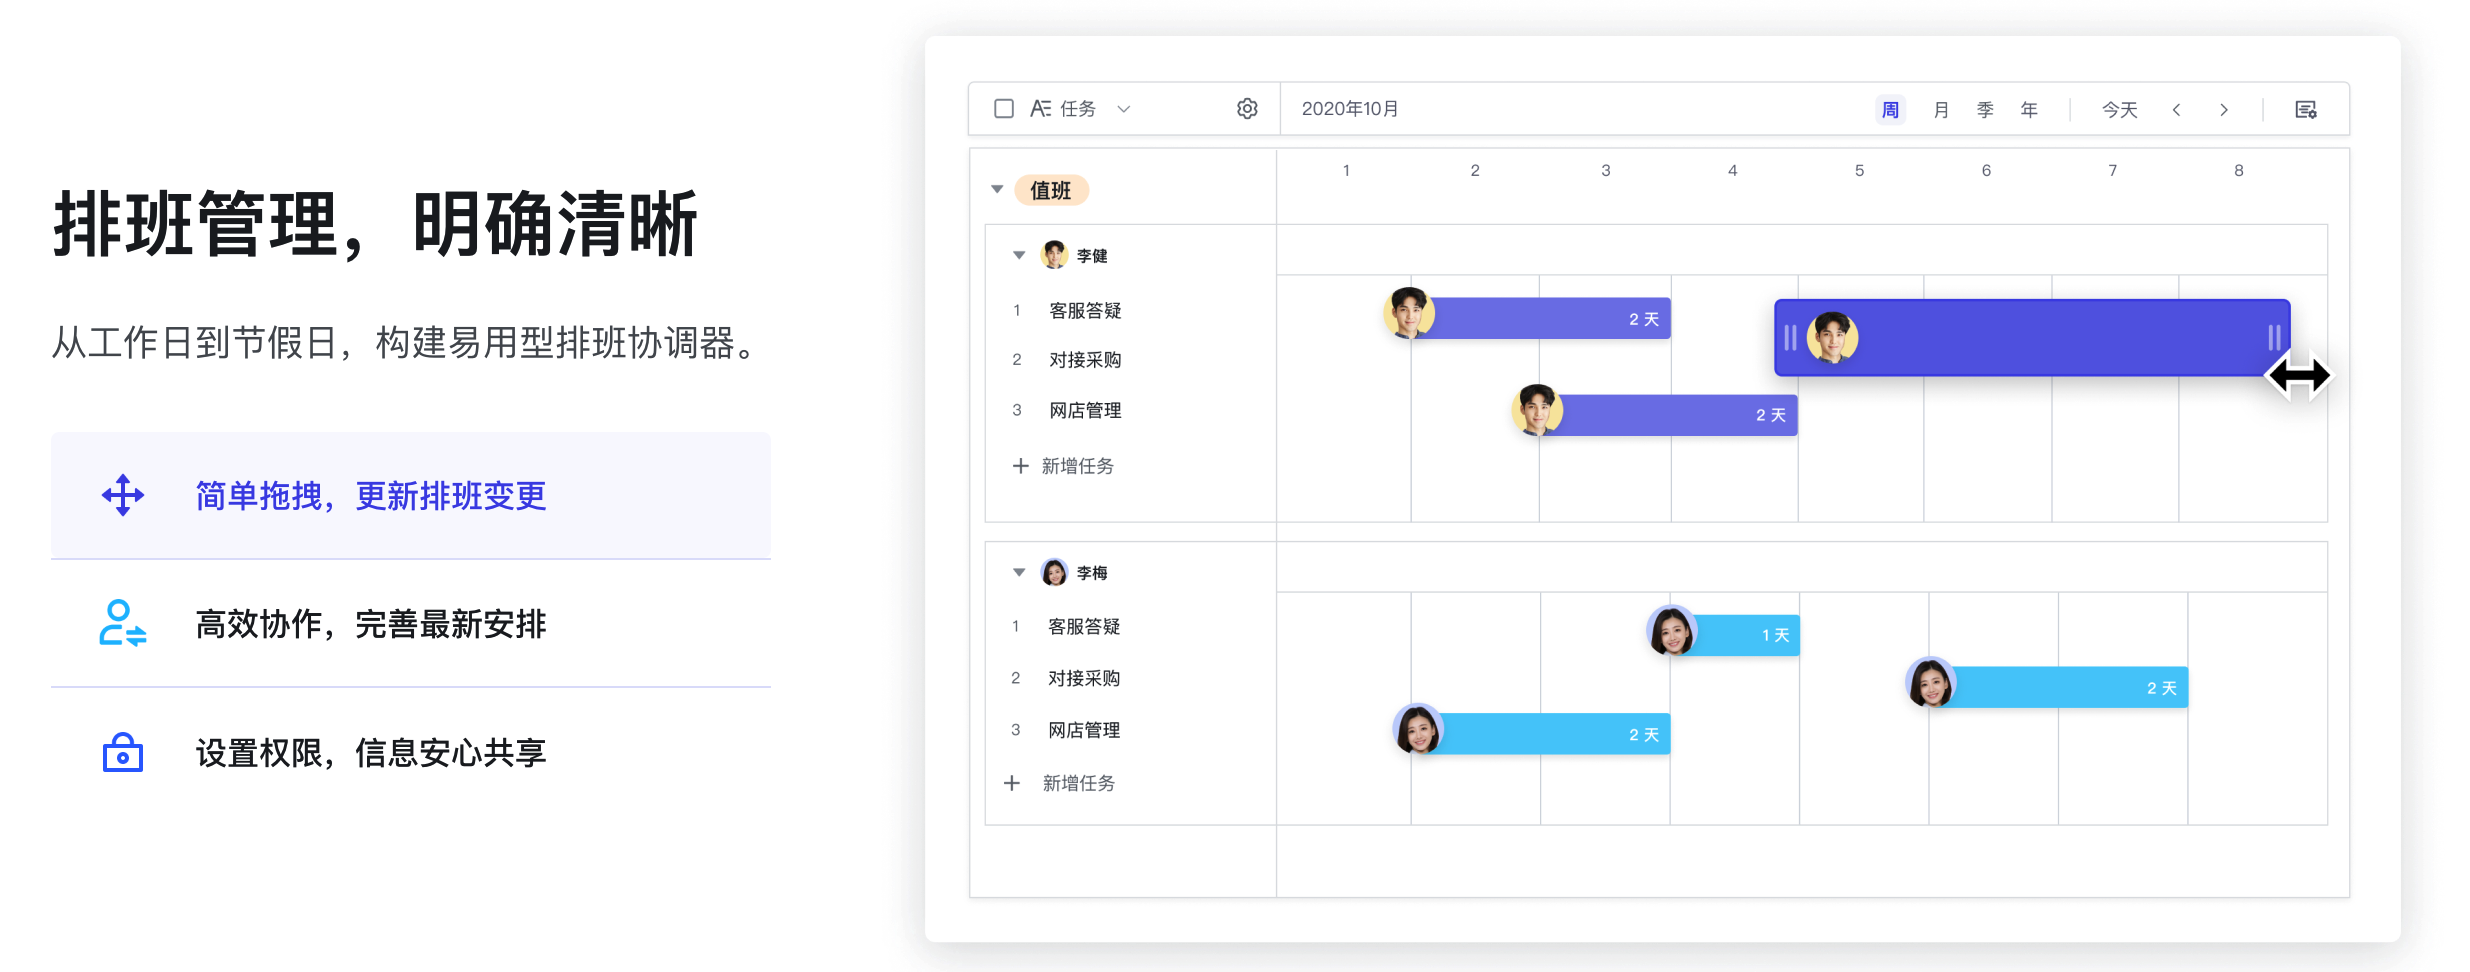 排班管理，明确清晰
从工作日到节假日，构建易用型排班协调器。
简单拖拽，更新排班变更
高效协作，完善最新安排
设置权限，信息安心共享
任务
2020年10月
周 月 季 年 今天
值班
1 2 3 4 5 6 7 8
李健
1 客服答疑
2 天
2 对接采购
3 网店管理
2 天
新增任务
李梅
1 客服答疑
1 天
2 对接采购
2 天
3 网店管理
2 天
新增任务